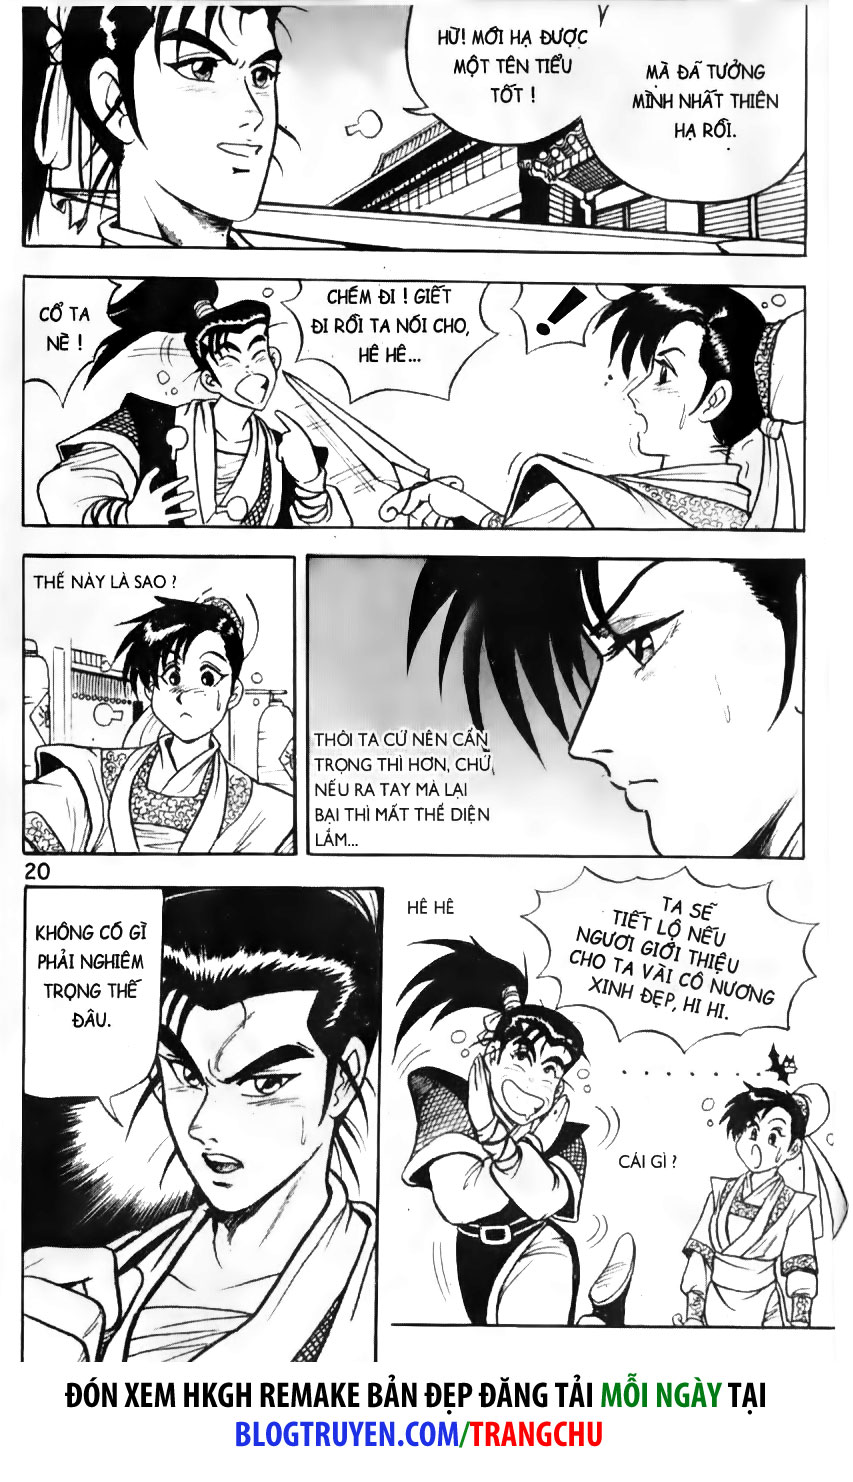 HỪ! MỚI HẠ ĐƯỢC
MỘT TÊN TIỂU
TỐT !
MÀ ĐÃ TƯỞNG
MÌNH NHẤT THIÊN
HẠ RỒI.
CỔ TA
NÈ !
CHÉM ĐI ! GIẾT
ĐI RỒI TA NỐI CHO,
HÊ HÊ...
!
THẾ NÀY LÀ SAO ?
THÔI TA CỨ NÊN CẨN
TRỌNG THÌ HƠN, CHỨ
NẾU RA TAY MÀ LẠI
BẠI THÌ MẤT THỂ DIỆN
LẮM...
20
KHÔNG CÓ GÌ
PHẢI NGHIÊM
TRỌNG THẾ
ĐÂU.
HÊ HÊ
TA SẼ
TIẾT LỘ NẾU
NGƯƠI GIỚI THIỆU
CHO TA VÀI CÔ NƯƠNG
XINH ĐẸP, HI HI.
. . . . . . . .
CÁI GÌ ?
ĐÓN XEM HKGH REMAKE BẢN ĐẸP ĐĂNG TẢI MỖI NGÀY TẠI
BLOGTRUYEN.COM/TRANGCHU